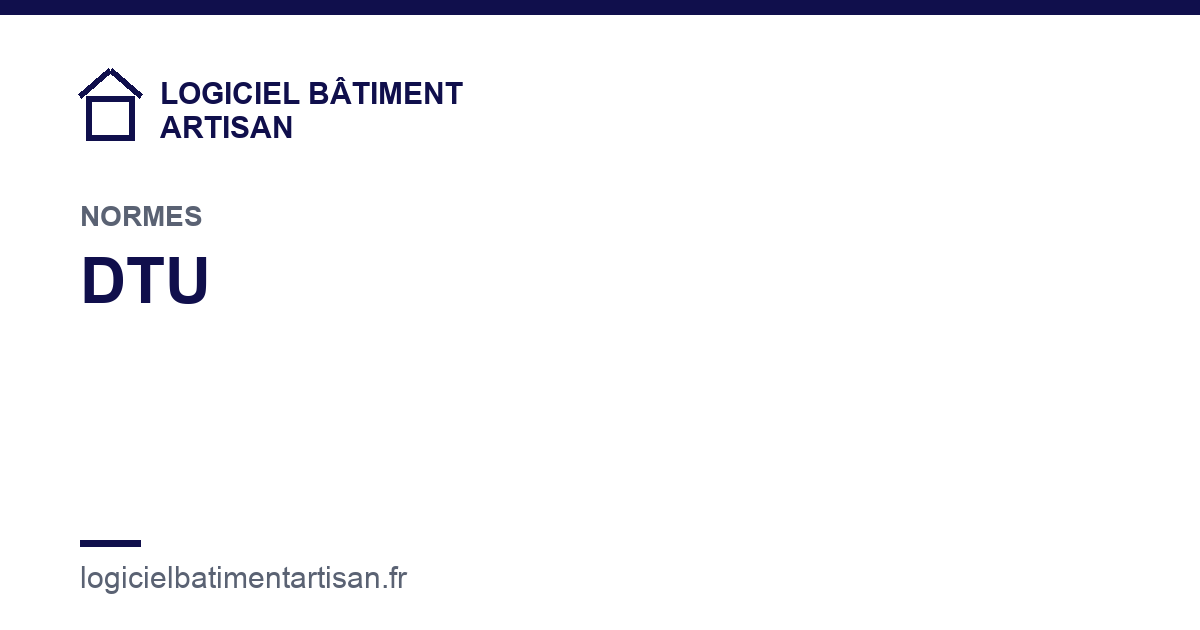 LOGICIEL BÂTIMENT
ARTISAN
NORMES
DTU
logicielbatimentartisan.fr